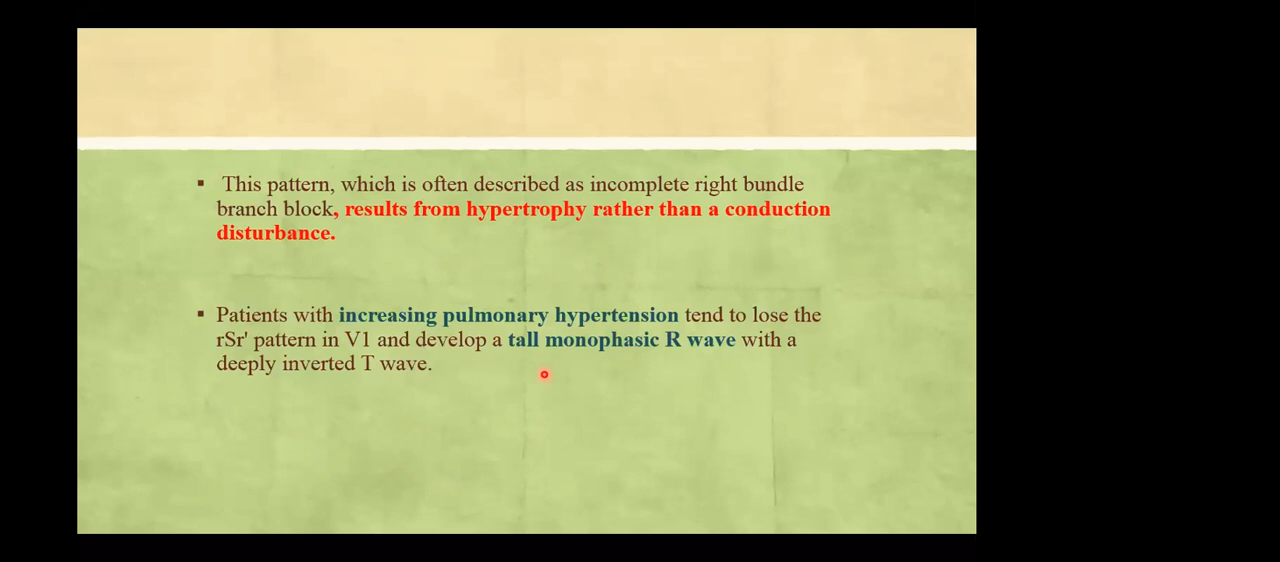 ▪ This pattern, which is often described as incomplete right bundle
branch block, results from hypertrophy rather than a conduction
disturbance.
▪ Patients with increasing pulmonary hypertension tend to lose the
rSr' pattern in V1 and develop a tall monophasic R wave with a
deeply inverted T wave.